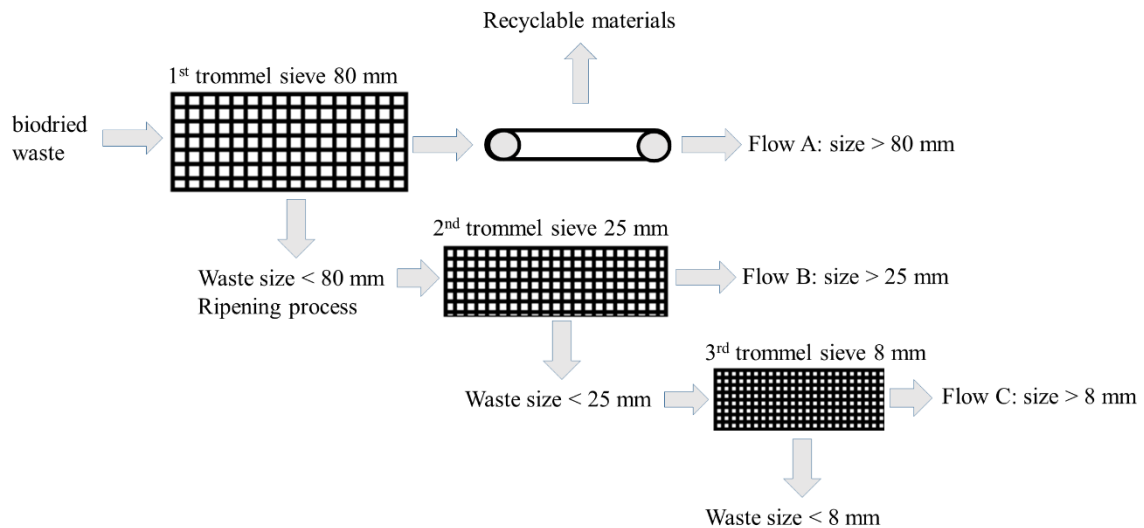 Recyclable materials
1st trommel sieve 80 mm
biodried
waste
Flow A: size > 80 mm
2nd trommel sieve 25 mm
Waste size < 80 mm
Ripening process
Flow B: size > 25 mm
3rd trommel sieve 8 mm
Waste size < 25 mm
Flow C: size > 8 mm
Waste size < 8 mm